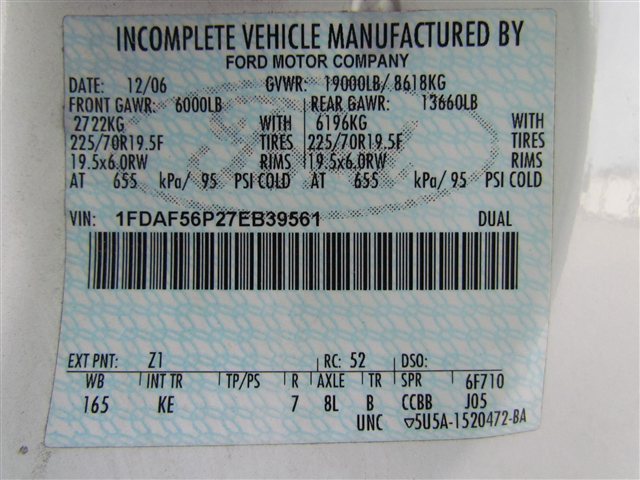 INCOMPLETE VEHICLE MANUFACTURED BY
FORD MOTOR COMPANY
DATE: 12/06 GVWR: 19000LB/ 8618KG
FRONT GAWR: 6000LB REAR GAWR: 13660LB
2722KG WITH 6196KG WITH
225/70R19.5F TIRES 225/70R19.5F TIRES
19.5x6.0RW RIMS 19.5x6.0RW RIMS
AT 655 kPa/ 95 PSI COLD AT 655 kPa/ 95 PSI COLD
VIN: 1FDAF56P27EB39561 DUAL
EXT PNT: Z1 RC: 52 DSO:
WB INT TR TP/PS R AXLE TR SPR 6F710
165 KE 7 8L B CCBB J05
UNC ▽5U5A-1520472-BA